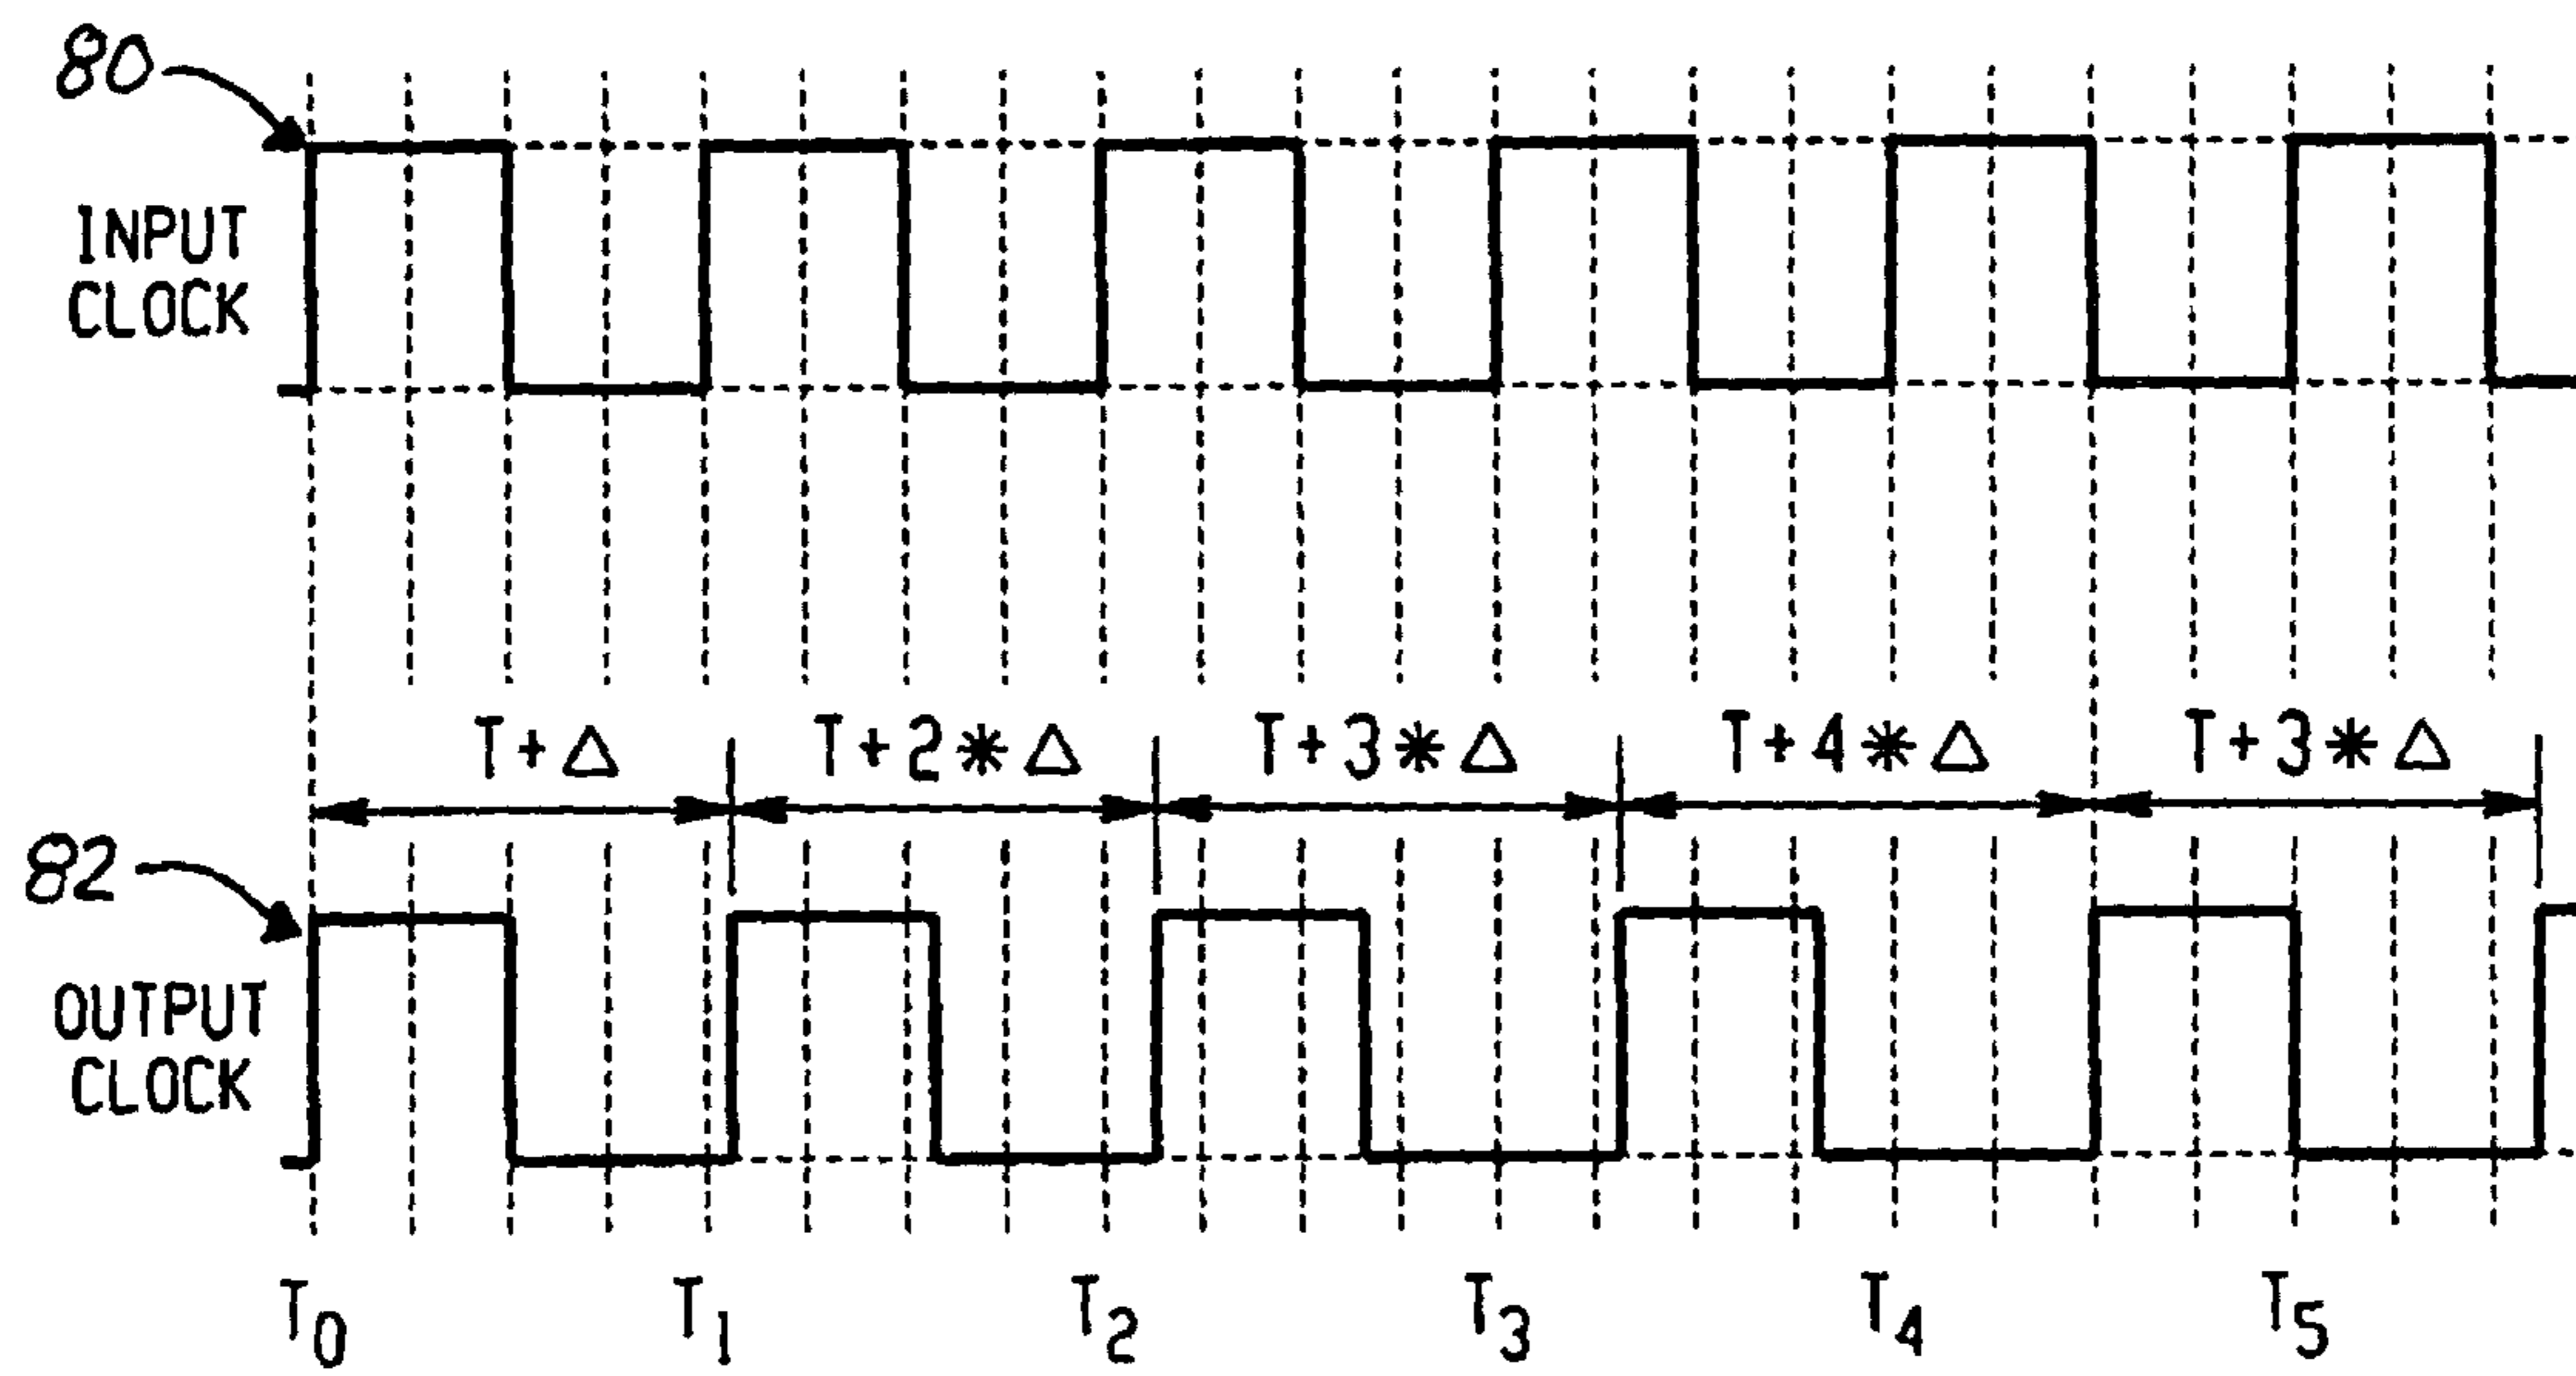 80
INPUT
CLOCK
T+△ T+2*△ T+3*△ T+4*△ T+3*△
82
OUTPUT
CLOCK
T0 T1 T2 T3 T4 T5